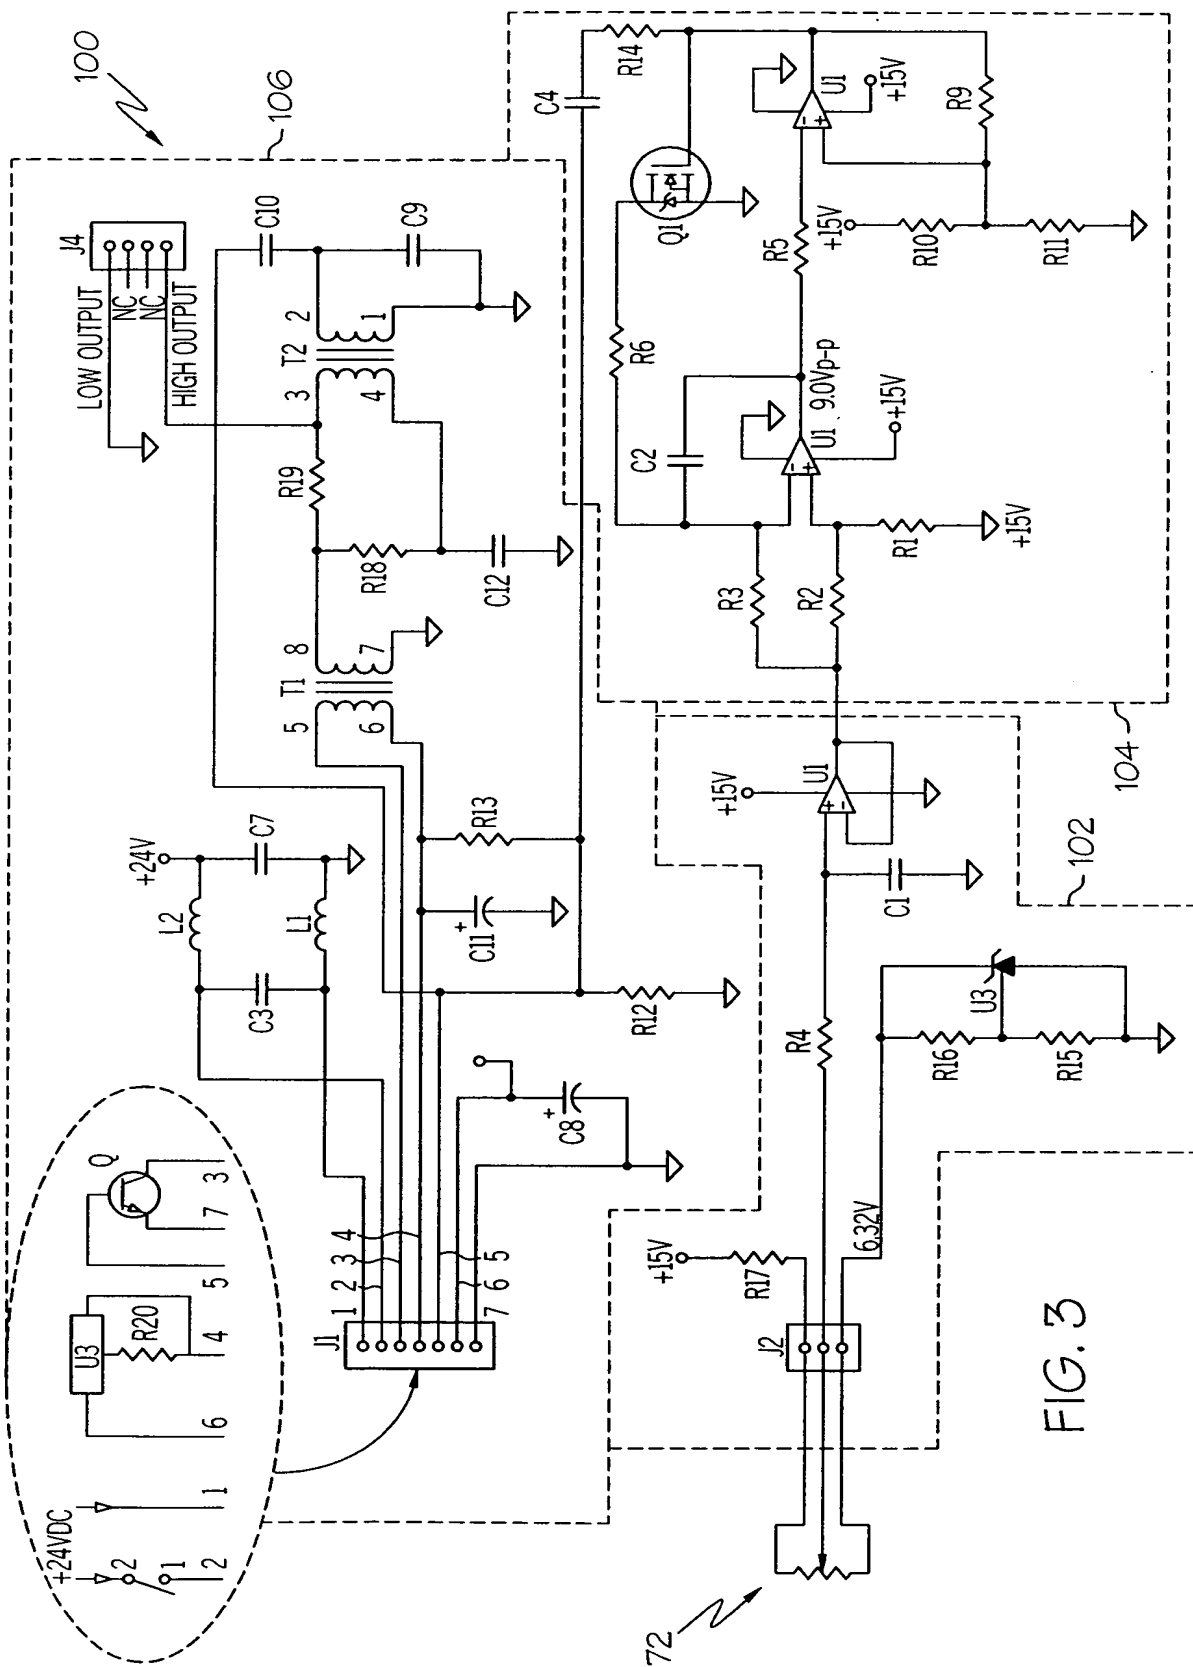 100
106
+24VDC
2
1
2
1
U3
R20
6
4
5
Q
7
3
J4
LOW OUTPUT
NC
NC
HIGH OUTPUT
C10
C9
T2
2
1
3
4
R19
R18
C12
T1
8
7
5
6
+24V
L2
C7
L1
C3
R13
C11
+
R12
C8
+
J1
1
2
3
4
5
6
7
C4
R14
Q1
R6
C2
R5
U1
-
+
+15V
R9
+15V
R10
R11
U1
9.0Vp-p
-
+
+15V
R3
R2
R1
+15V
104
+15V
U1
+
-
C1
102
R4
U3
R16
R15
6.32V
+15V
R17
J2
72
FIG. 3